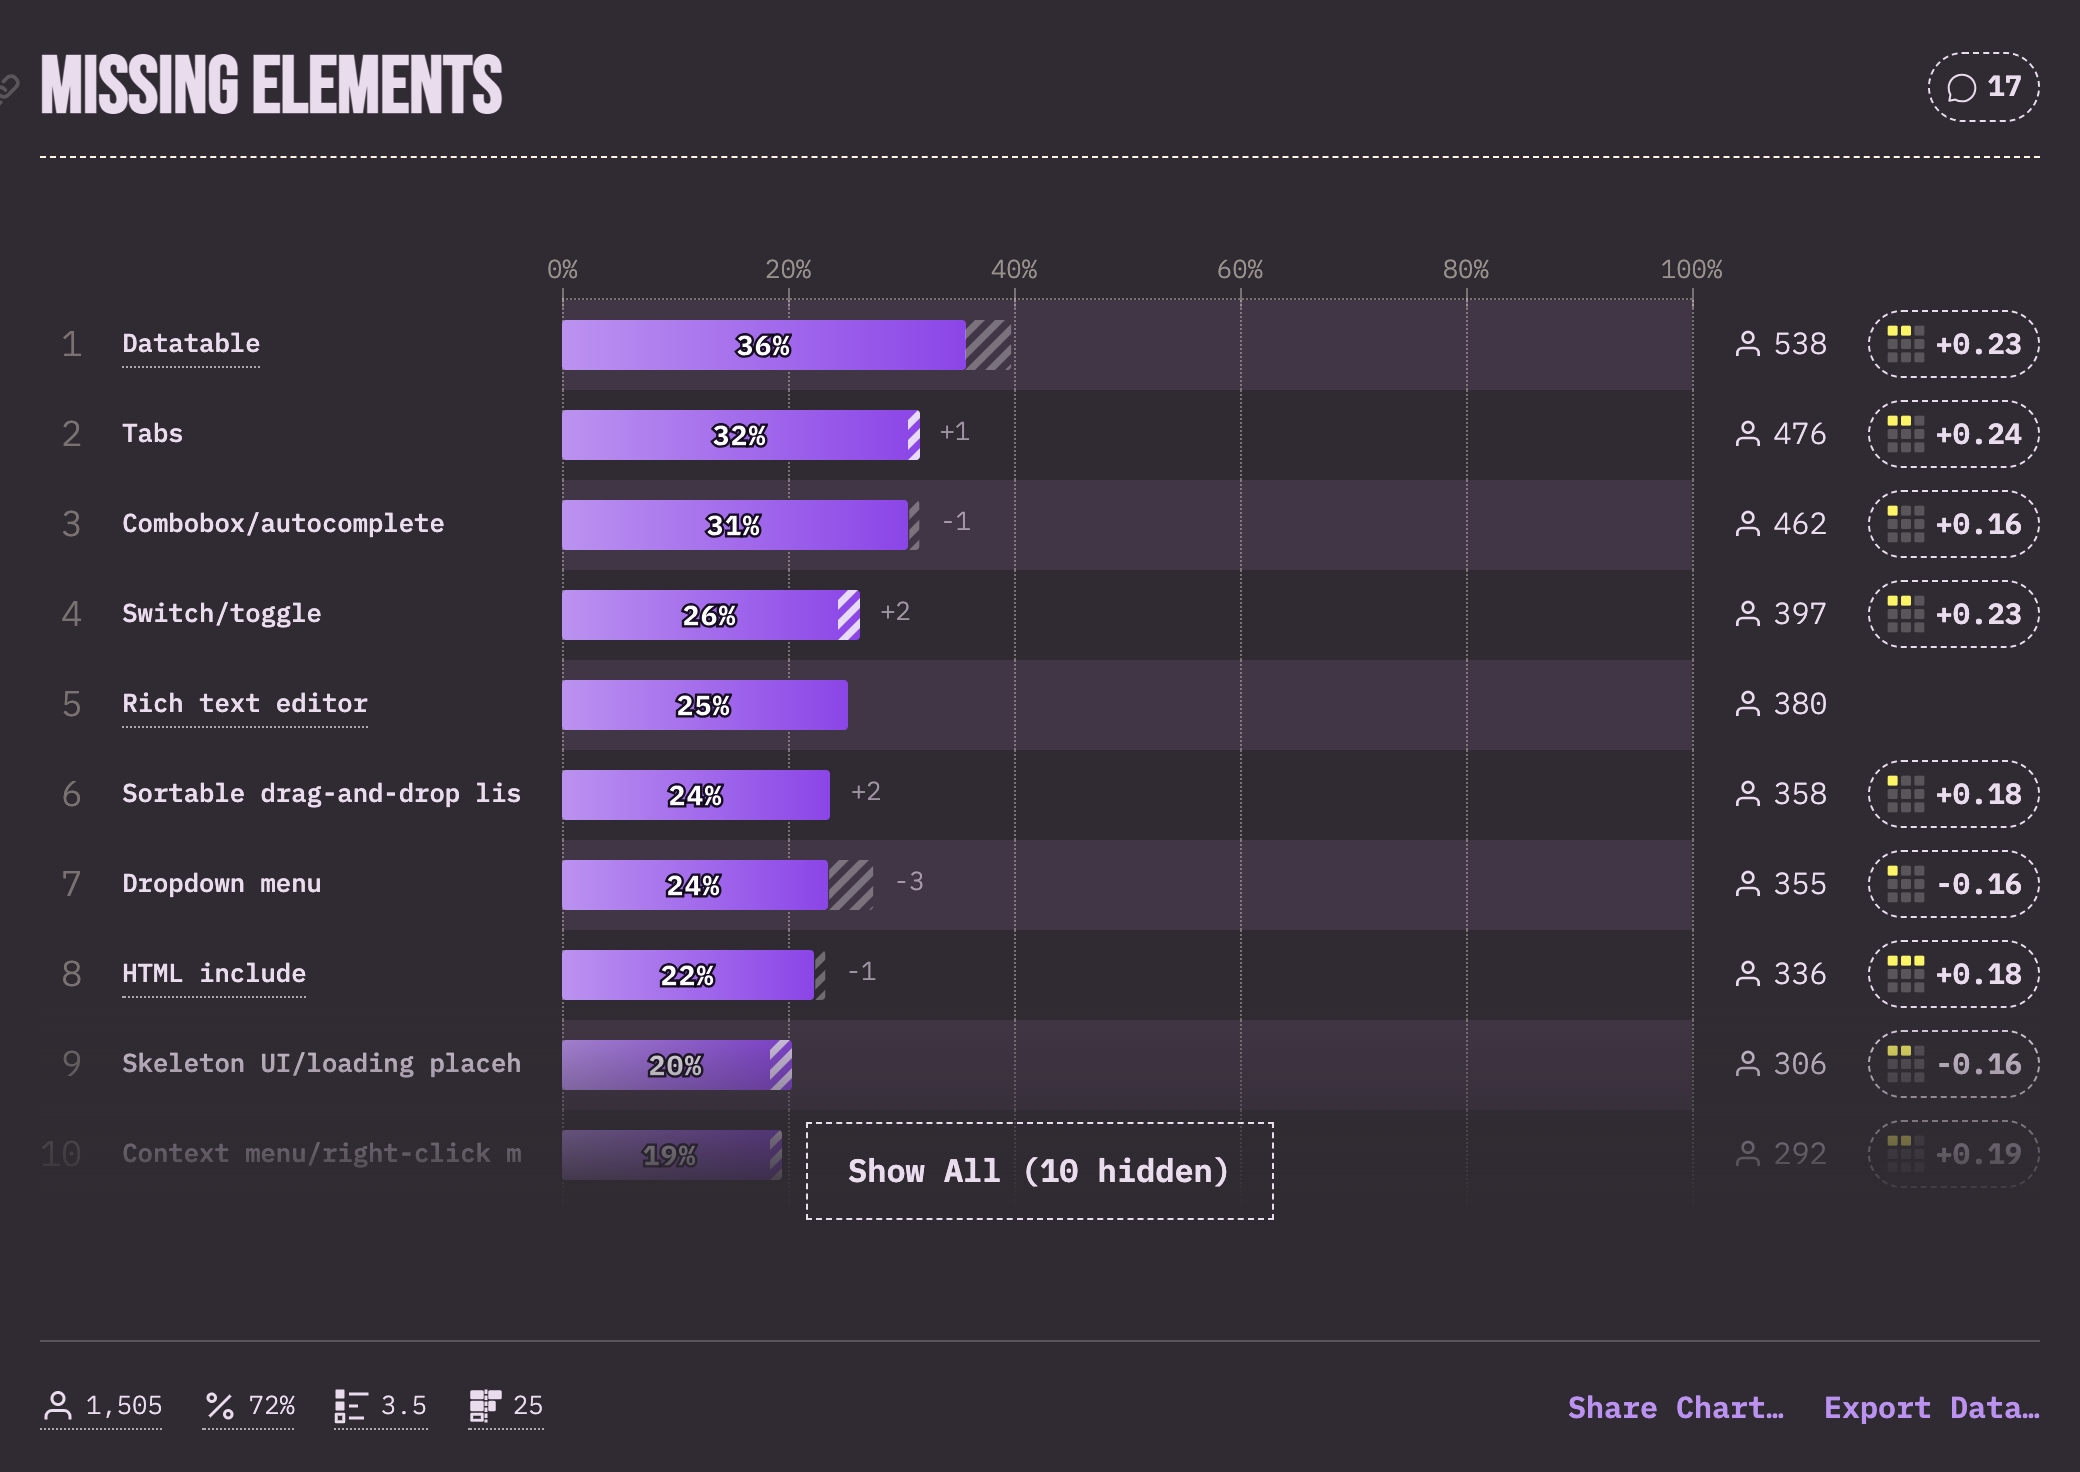 MISSING ELEMENTS
17
0% 20% 40% 60% 80% 100%
1 Datatable 36% 538 +0.23
2 Tabs 32% +1 476 +0.24
3 Combobox/autocomplete 31% -1 462 +0.16
4 Switch/toggle 26% +2 397 +0.23
5 Rich text editor 25% 380
6 Sortable drag-and-drop lis 24% +2 358 +0.18
7 Dropdown menu 24% -3 355 -0.16
8 HTML include 22% -1 336 +0.18
9 Skeleton UI/loading placeh 20% 306 -0.16
10 Context menu/right-click m 19% 292 +0.19
Show All (10 hidden)
1,505 % 72% 3.5 25 Share Chart… Export Data…